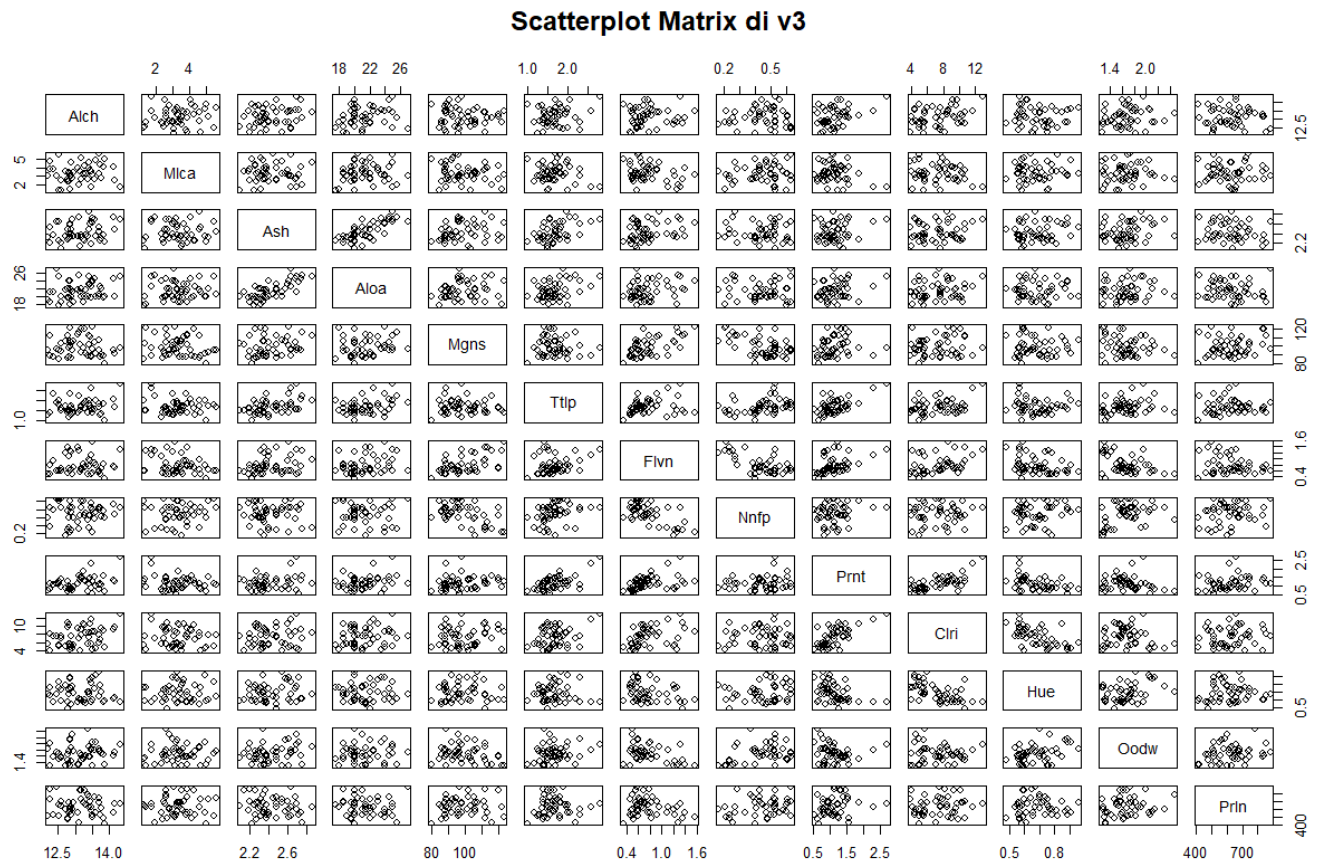 Scatterplot Matrix di v3
2 4 18 22 26 1.0 2.0 0.2 0.5 4 8 12 1.4 2.0
Alch 12.5
2 5 Mlca
Ash 2.2
18 26 Aloa
Mgns 80 120
1.0 Ttlp
Flvn 0.4 1.6
0.2 Nnfp
Prnt 0.5 2.5
4 10 Clri
Hue 0.5
1.4 Oodw
Prln 400
12.5 14.0 2.2 2.6 80 100 0.4 1.0 1.6 0.5 1.5 2.5 0.5 0.8 400 700